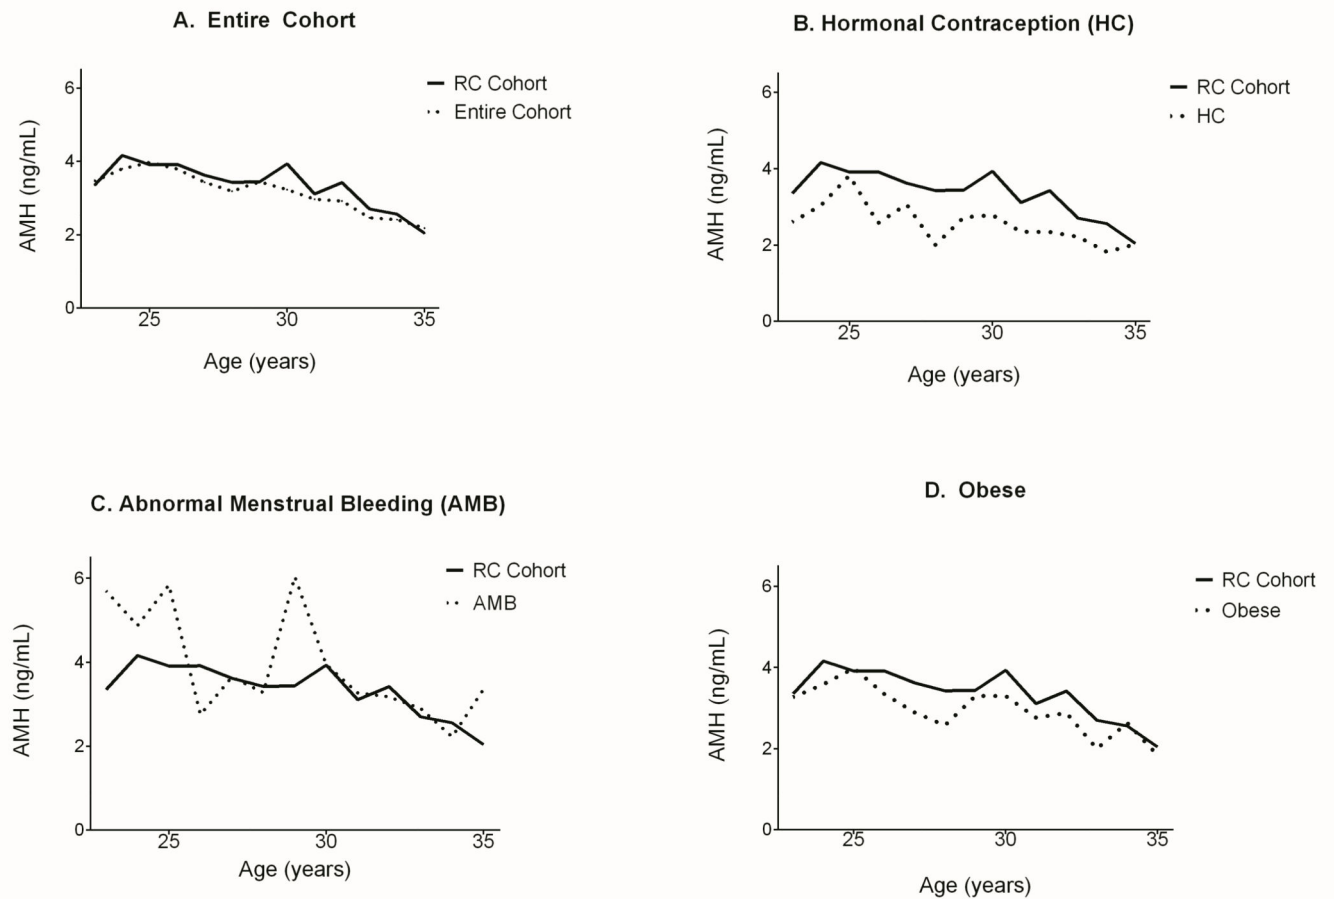 A. Entire Cohort
RC Cohort
Entire Cohort
AMH (ng/mL)
6
4
2
0
25
30
35
Age (years)
B. Hormonal Contraception (HC)
RC Cohort
HC
AMH (ng/mL)
6
4
2
0
25
30
35
Age (years)
C. Abnormal Menstrual Bleeding (AMB)
RC Cohort
AMB
AMH (ng/mL)
6
4
2
0
25
30
35
Age (years)
D. Obese
RC Cohort
Obese
AMH (ng/mL)
6
4
2
0
25
30
35
Age (years)